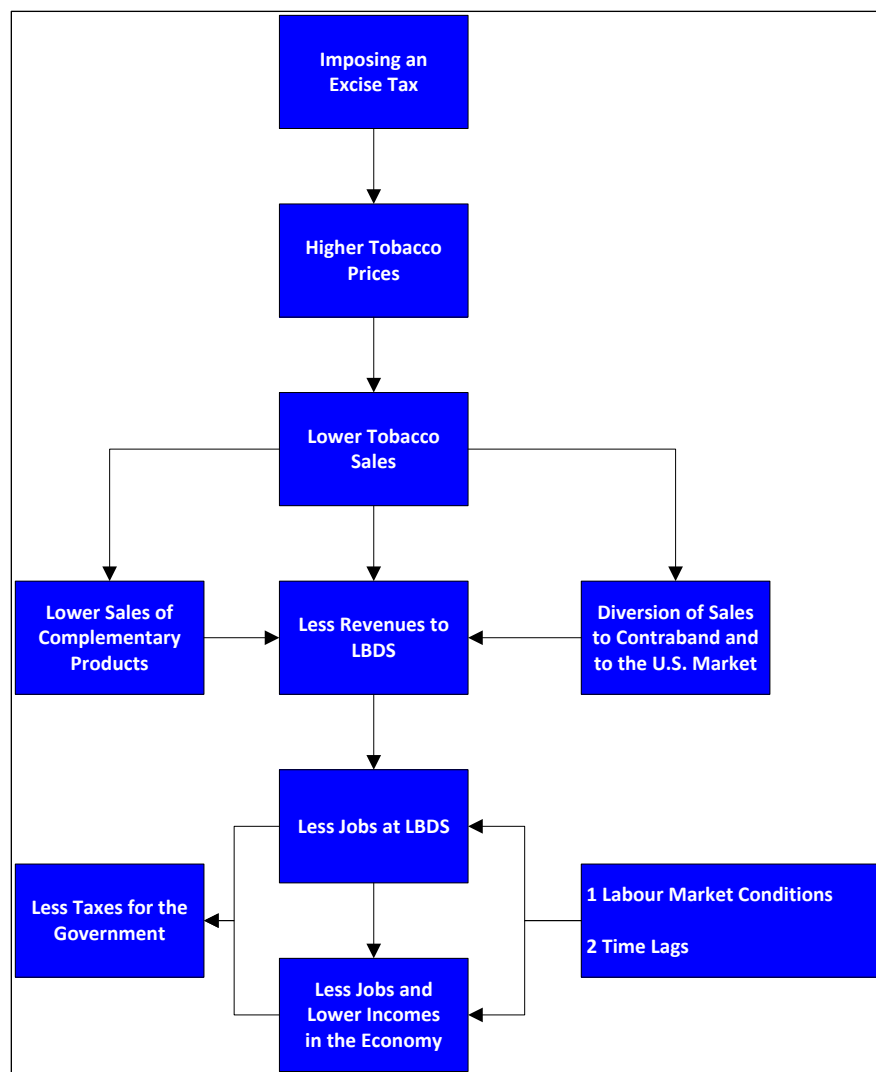 Imposing an
Excise Tax
Higher Tobacco
Prices
Lower Tobacco
Sales
Lower Sales of
Complementary
Products
Less Revenues to
LBDS
Diversion of Sales
to Contraband and
to the U.S. Market
Less Jobs at LBDS
Less Taxes for the
Government
1 Labour Market Conditions
2 Time Lags
Less Jobs and
Lower Incomes
in the Economy